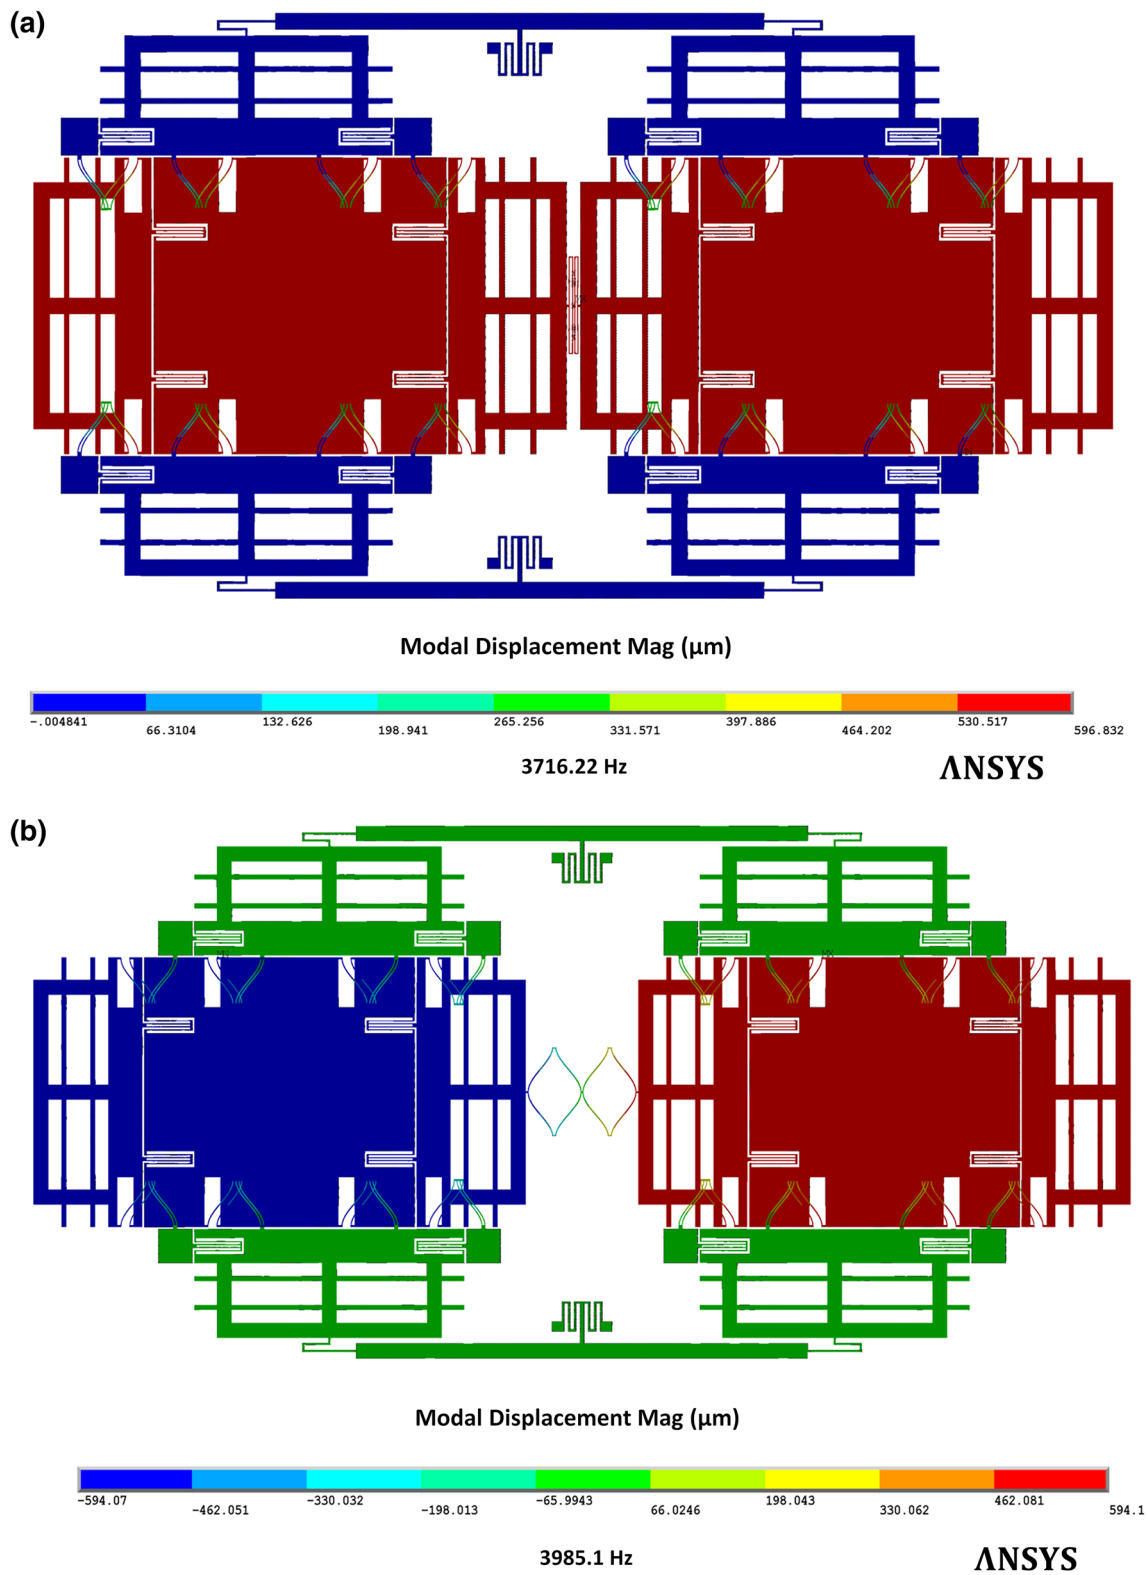 (a)
Modal Displacement Mag (µm)
-.004841 132.626 265.256 397.886 530.517
66.3104 198.941 331.571 464.202 596.832
3716.22 Hz
ΛNSYS
(b)
Modal Displacement Mag (µm)
-594.07 -330.032 -65.9943 198.043 462.081
-462.051 -198.013 66.0246 330.062 594.1
3985.1 Hz
ΛNSYS